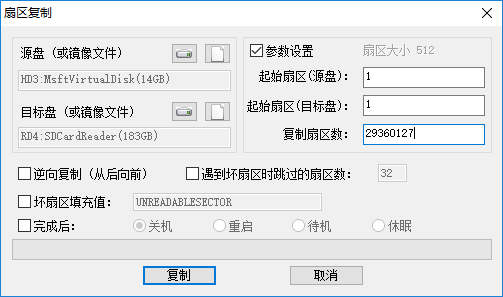 扇区复制
源盘（或镜像文件）
HD3:MsftVirtualDisk(14GB)
目标盘（或镜像文件）
RD4:SDCardReader(183GB)
参数设置 扇区大小 512
起始扇区(源盘)： 1
起始扇区(目标盘)： 1
复制扇区数： 29360127
逆向复制（从后向前） 遇到坏扇区时跳过的扇区数： 32
坏扇区填充值： UNREADABLESECTOR
完成后： 关机 重启 待机 休眠
复制 取消